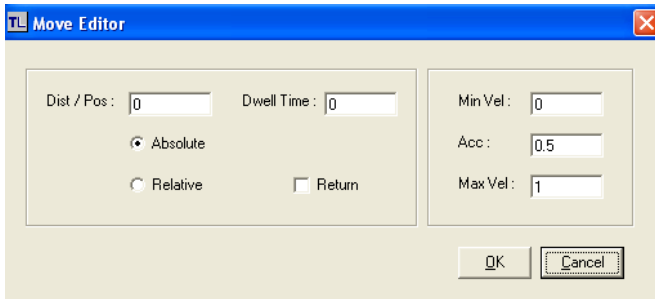 TL Move Editor
Dist / Pos : 0 Dwell Time : 0 Min Vel : 0
Absolute Acc : 0.5
Relative Return Max Vel : 1
OK Cancel